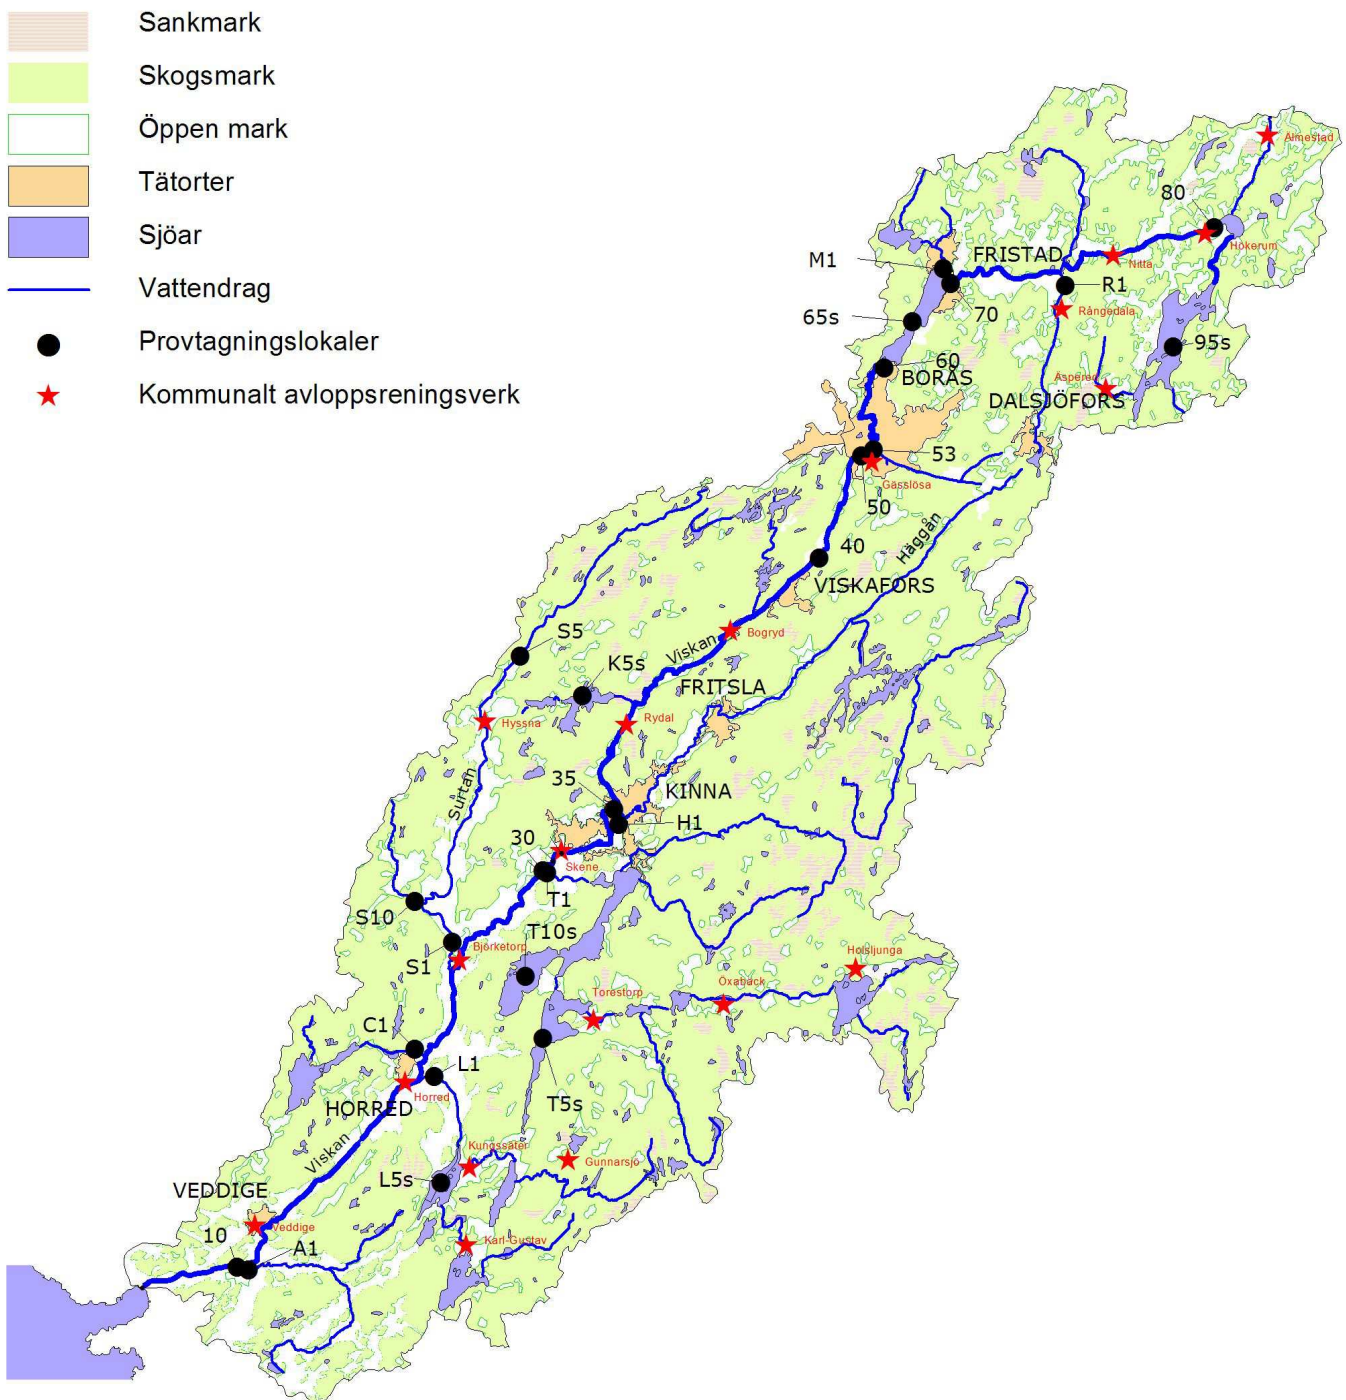 Sankmark
Skogsmark
Öppen mark
Tätorter
Sjöar
Vattendrag
Provtagningslokaler
Kommunalt avloppsreningsverk
Älmestad
80
Hökerum
FRISTAD
Nitta
M1
R1
70
Rångedala
65s
95s
60
BORÅS
Äspered
DALSJÖFORS
53
Gässlösa
50
Häggån
40
VISKAFORS
Bogryd
Viskan
S5
K5s
FRITSLA
Hyssna
Rydal
Surtan
35
KINNA
H1
30
Skene
T1
S10
T10s
Björketorp
S1
Holsljunga
Öxabäck
Torestorp
C1
L1
T5s
Horred
HORRED
Viskan
Kungssäter
Gunnarsjö
L5s
VEDDIGE
Veddige
10
A1
Karl-Gustav